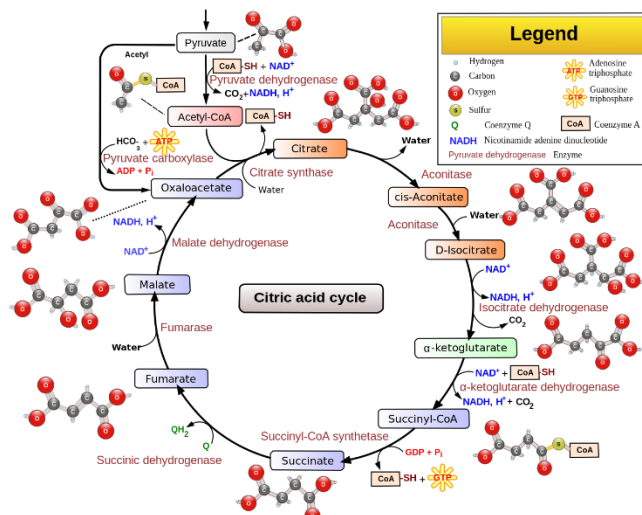 Pyruvate
Acetyl
CoA-SH + NAD+
Pyruvate dehydrogenase
CO2+NADH, H+
S CoA
Acetyl-CoA
CoA-SH
HCO3- + ATP
Pyruvate carboxylase
ADP + Pi
Oxaloacetate
Citrate
Citrate synthase
Water
Water
Aconitase
cis-Aconitate
Aconitase
Water
D-Isocitrate
NAD+
NADH, H+
Isocitrate dehydrogenase
CO2
α-ketoglutarate
NAD+ + CoA-SH
α-ketoglutarate dehydrogenase
NADH, H+ + CO2
Succinyl-CoA
S CoA
Succinyl-CoA synthetase
GDP + Pi
CoA-SH + GTP
Succinate
QH2
Q
Succinic dehydrogenase
Fumarate
Water
Fumarase
Malate
NADH, H+
NAD+
Malate dehydrogenase
Citric acid cycle
Legend
Hydrogen
C Carbon
O Oxygen
S Sulfur
Q Coenzyme Q
NADH Nicotinamide adenine dinucleotide
Pyruvate dehydrogenase Enzyme
ATP Adenosine
triphosphate
GTP Guanosine
triphosphate
CoA Coenzyme A